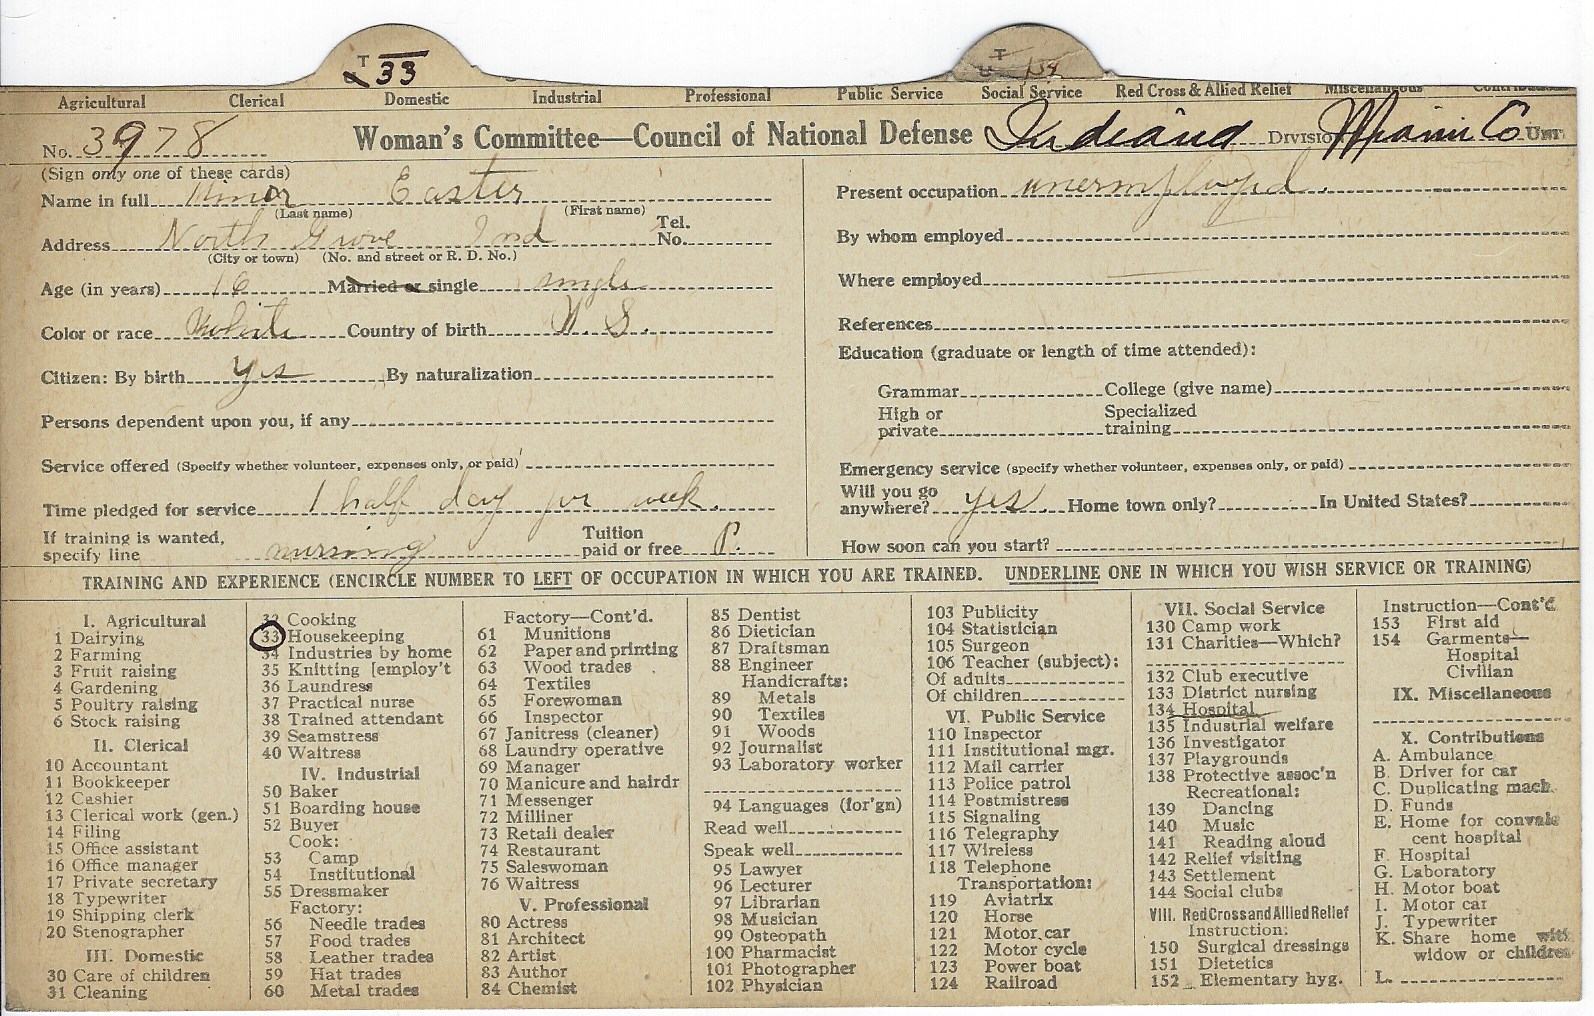 T 33
T 134
Agricultural Clerical Domestic Industrial Professional Public Service Social Service Red Cross & Allied Relief Miscellaneous Contributions
No. 3978 Woman's Committee—Council of National Defense Indiana Division Miami Co Unit
(Sign only one of these cards)
Name in full Minor Easter
(Last name) (First name)
Address North Grove Ind Tel. No.
(City or town) (No. and street or R. D. No.)
Age (in years) 16 Married or single single
Color or race White Country of birth U. S.
Citizen: By birth yes By naturalization
Persons dependent upon you, if any
Service offered (Specify whether volunteer, expenses only, or paid)
Time pledged for service 1 half day per week.
If training is wanted, specify line nursing Tuition paid or free P.
Present occupation unemployed.
By whom employed
Where employed
References
Education (graduate or length of time attended):
Grammar College (give name)
High or private Specialized training
Emergency service (specify whether volunteer, expenses only, or paid)
Will you go anywhere? yes. Home town only? In United States?
How soon can you start?
TRAINING AND EXPERIENCE (ENCIRCLE NUMBER TO LEFT OF OCCUPATION IN WHICH YOU ARE TRAINED. UNDERLINE ONE IN WHICH YOU WISH SERVICE OR TRAINING)
I. Agricultural
1 Dairying
2 Farming
3 Fruit raising
4 Gardening
5 Poultry raising
6 Stock raising
II. Clerical
10 Accountant
11 Bookkeeper
12 Cashier
13 Clerical work (gen.)
14 Filing
15 Office assistant
16 Office manager
17 Private secretary
18 Typewriter
19 Shipping clerk
20 Stenographer
III. Domestic
30 Care of children
31 Cleaning
32 Cooking
33 Housekeeping
34 Industries by home
35 Knitting [employ't
36 Laundress
37 Practical nurse
38 Trained attendant
39 Seamstress
40 Waitress
IV. Industrial
50 Baker
51 Boarding house
52 Buyer
Cook:
53 Camp
54 Institutional
55 Dressmaker
Factory:
56 Needle trades
57 Food trades
58 Leather trades
59 Hat trades
60 Metal trades
Factory—Cont'd.
61 Munitions
62 Paper and printing
63 Wood trades
64 Textiles
65 Forewoman
66 Inspector
67 Janitress (cleaner)
68 Laundry operative
69 Manager
70 Manicure and hairdr
71 Messenger
72 Milliner
73 Retail dealer
74 Restaurant
75 Saleswoman
76 Waitress
V. Professional
80 Actress
81 Architect
82 Artist
83 Author
84 Chemist
85 Dentist
86 Dietician
87 Draftsman
88 Engineer
Handicrafts:
89 Metals
90 Textiles
91 Woods
92 Journalist
93 Laboratory worker
94 Languages (for'gn)
Read well
Speak well
95 Lawyer
96 Lecturer
97 Librarian
98 Musician
99 Osteopath
100 Pharmacist
101 Photographer
102 Physician
103 Publicity
104 Statistician
105 Surgeon
106 Teacher (subject):
Of adults
Of children
VI. Public Service
110 Inspector
111 Institutional mgr.
112 Mail carrier
113 Police patrol
114 Postmistress
115 Signaling
116 Telegraphy
117 Wireless
118 Telephone
Transportation:
119 Aviatrix
120 Horse
121 Motor car
122 Motor cycle
123 Power boat
124 Railroad
VII. Social Service
130 Camp work
131 Charities—Which?
132 Club executive
133 District nursing
134 Hospital
135 Industrial welfare
136 Investigator
137 Playgrounds
138 Protective assoc'n
Recreational:
139 Dancing
140 Music
141 Reading aloud
142 Relief visiting
143 Settlement
144 Social clubs
VIII. Red Cross and Allied Relief
Instruction:
150 Surgical dressings
151 Dietetics
152 Elementary hyg.
Instruction—Cont'd
153 First aid
154 Garments—
Hospital
Civilian
IX. Miscellaneous
X. Contributions
A. Ambulance
B. Driver for car
C. Duplicating mach.
D. Funds
E. Home for convales
cent hospital
F. Hospital
G. Laboratory
H. Motor boat
I. Motor car
J. Typewriter
K. Share home with
widow or children
L.